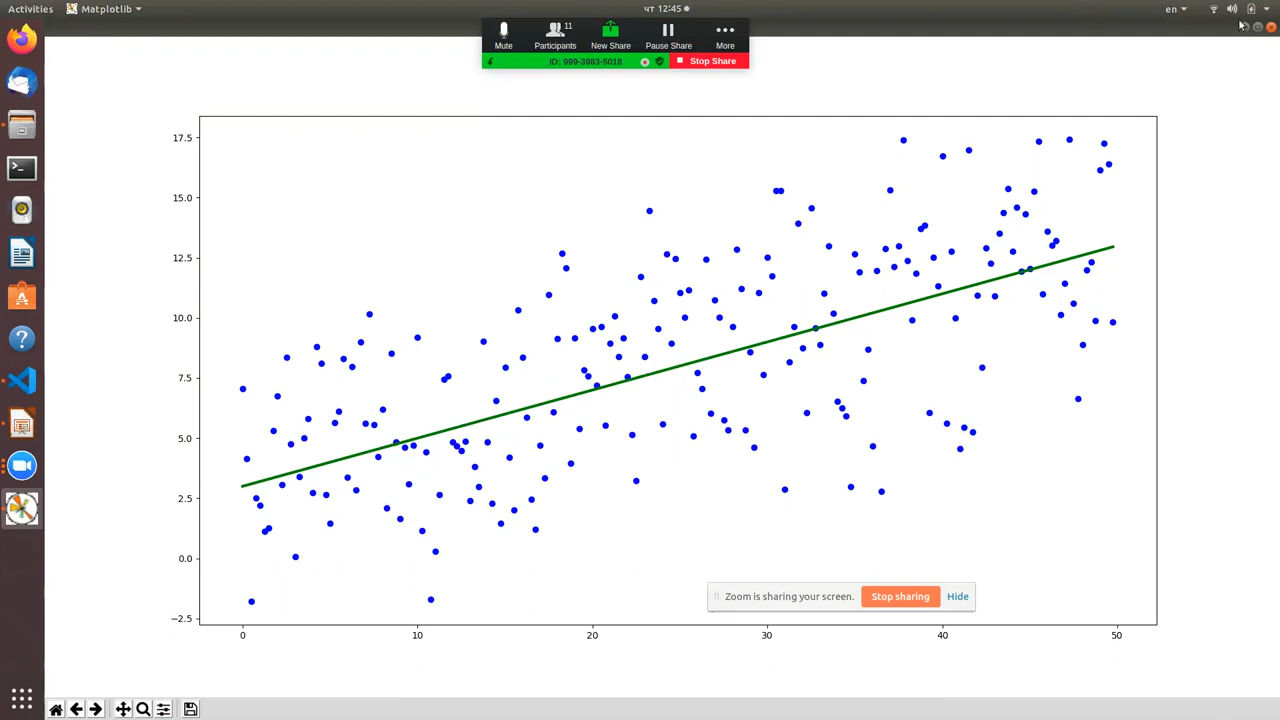 Activities Matplotlib чт 12:45 en
11
Mute Participants New Share Pause Share More
ID: 999-3983-5018 Stop Share
17.5
15.0
12.5
10.0
7.5
5.0
2.5
0.0
−2.5
Zoom is sharing your screen. Stop sharing Hide
0 10 20 30 40 50